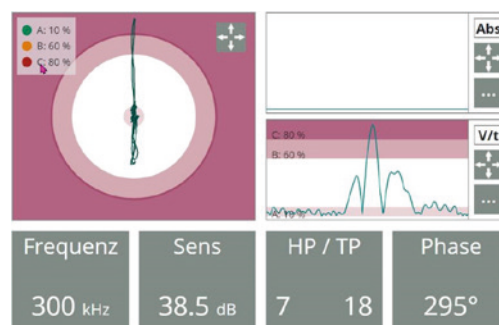 A: 10 %
B: 60 %
C: 80 %
Abs
...
C: 80 %
B: 60 %
A: 10 %
V/t
...
Frequenz
300 kHz
Sens
38.5 dB
HP / TP
7 18
Phase
295°